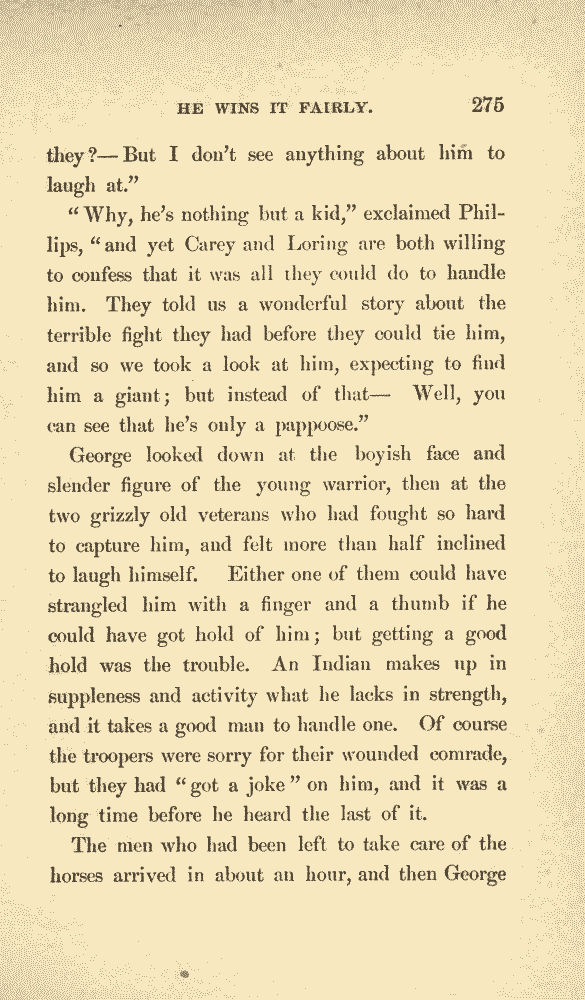 HE WINS IT FAIRLY. 275
they?— But I don't see anything about him to
laugh at.”
“Why, he's nothing but a kid,” exclaimed Phil-
lips, “and yet Carey and Loring are both willing
to confess that it was all they could do to handle
him. They told us a wonderful story about the
terrible fight they had before they could tie him,
and so we took a look at him, expecting to find
him a giant; but instead of that— Well, you
can see that he's only a pappoose.”
George looked down at the boyish face and
slender figure of the young warrior, then at the
two grizzly old veterans who had fought so hard
to capture him, and felt more than half inclined
to laugh himself. Either one of them could have
strangled him with a finger and a thumb if he
could have got hold of him; but getting a good
hold was the trouble. An Indian makes up in
suppleness and activity what he lacks in strength,
and it takes a good man to handle one. Of course
the troopers were sorry for their wounded comrade,
but they had “got a joke” on him, and it was a
long time before he heard the last of it.
The men who had been left to take care of the
horses arrived in about an hour, and then George